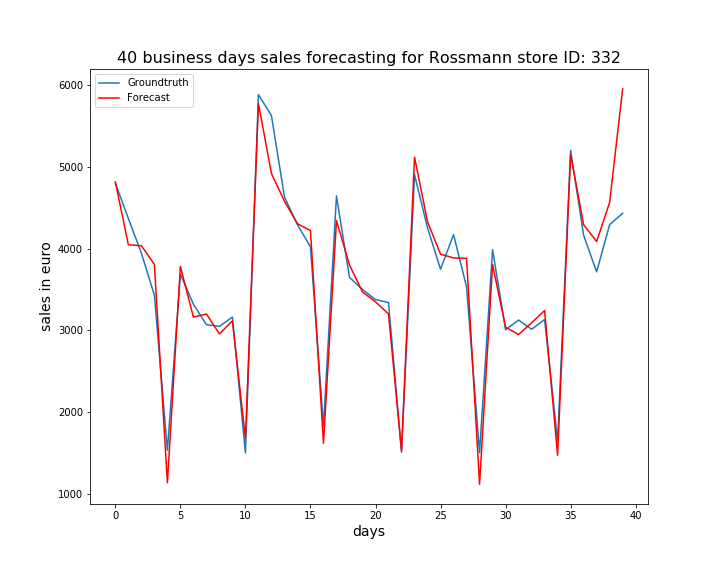 40 business days sales forecasting for Rossmann store ID: 332
Groundtruth
Forecast
6000
5000
4000
3000
2000
1000
sales in euro
0 5 10 15 20 25 30 35 40
days